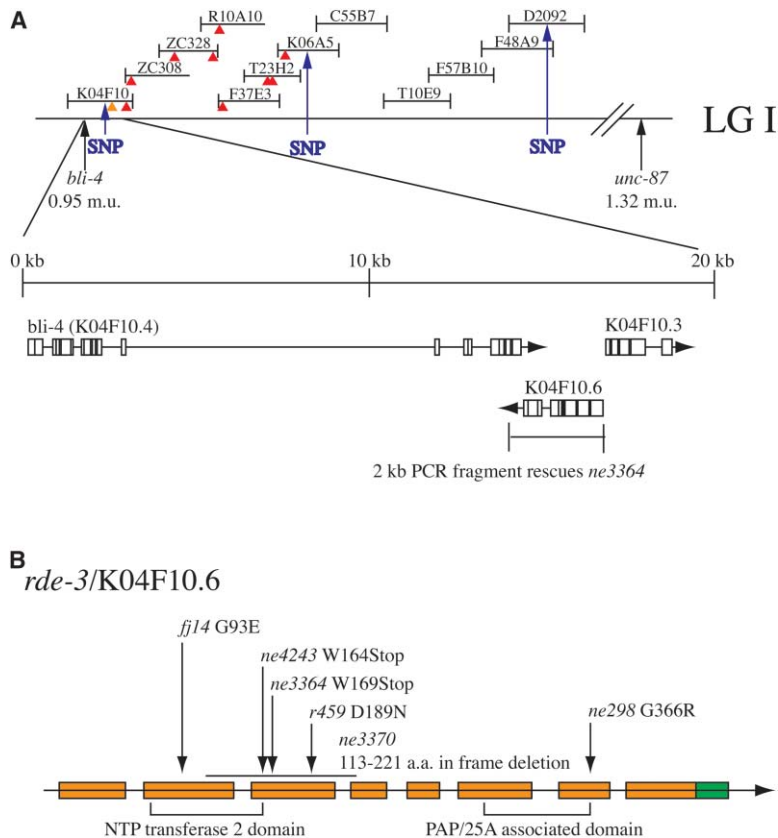 A
R10A10
C55B7
D2092
ZC328
K06A5
F48A9
ZC308
T23H2
F57B10
K04F10
F37E3
T10E9
LG I
SNP
SNP
SNP
bli-4
0.95 m.u.
unc-87
1.32 m.u.
0 kb
10 kb
20 kb
bli-4 (K04F10.4)
K04F10.3
K04F10.6
2 kb PCR fragment rescues ne3364
B
rde-3/K04F10.6
fj14 G93E
ne4243 W164Stop
ne3364 W169Stop
r459 D189N
ne298 G366R
ne3370
113-221 a.a. in frame deletion
NTP transferase 2 domain
PAP/25A associated domain